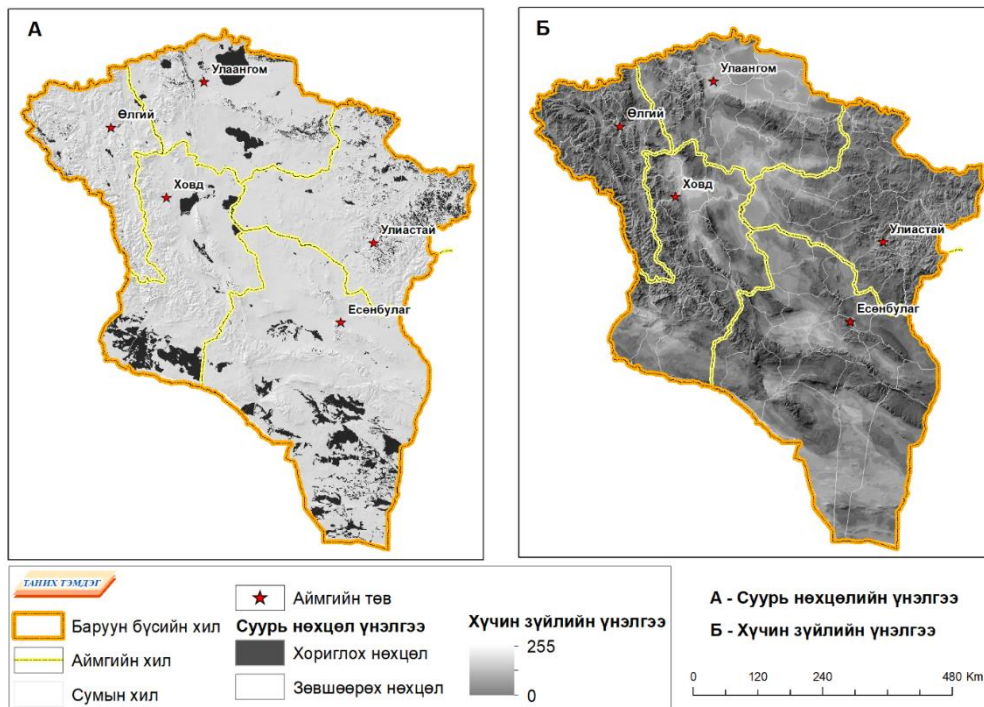 А
Улаангом
Өлгий
Ховд
Улиастай
Есөнбулаг
Б
Улаангом
Өлгий
Ховд
Улиастай
Есөнбулаг
ТАНИХ ТЭМДЭГ
Баруун бүсийн хил
Аймгийн хил
Сумын хил
Аймгийн төв
Суурь нөхцөл үнэлгээ
Хориглох нөхцөл
Зөвшөөрөх нөхцөл
Хүчин зүйлийн үнэлгээ
255
0
А - Суурь нөхцөлийн үнэлгээ
Б - Хүчин зүйлийн үнэлгээ
0 120 240 480 Км